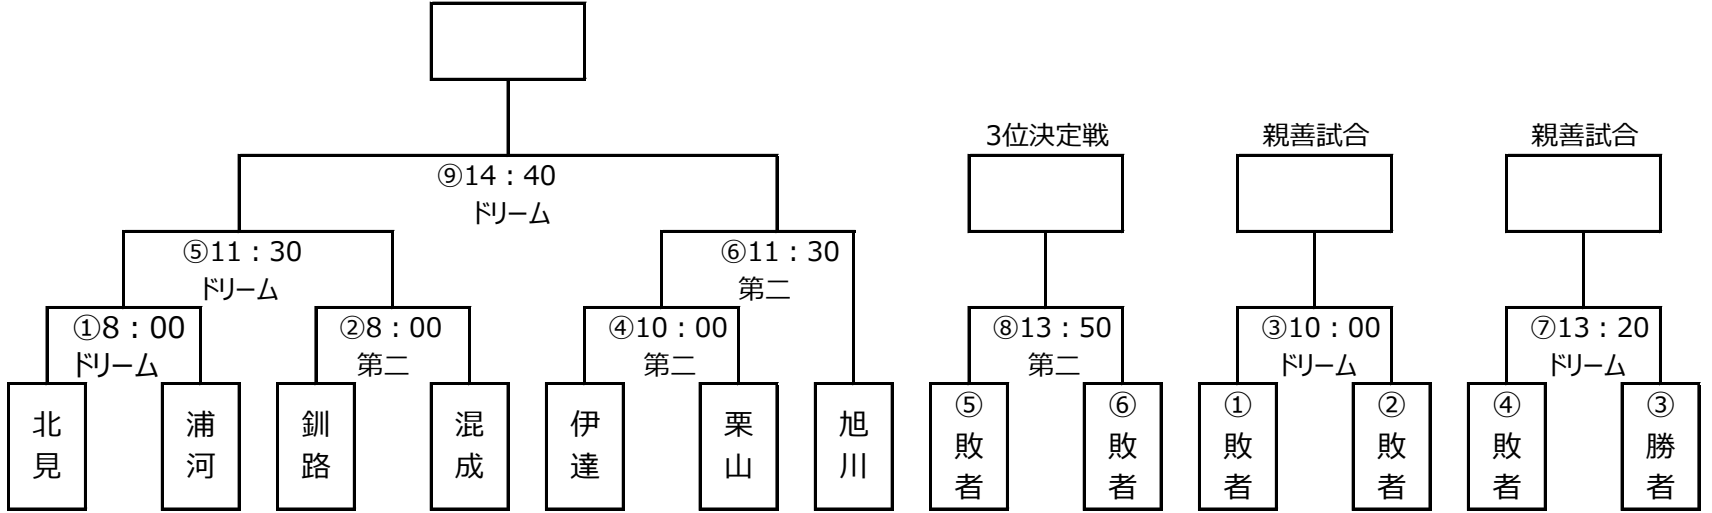 3位決定戦 親善試合 親善試合
⑨14：40
ドリーム
⑤11：30 ⑥11：30
ドリーム 第二
①8：00 ②8：00 ④10：00 ⑧13：50 ③10：00 ⑦13：20
ドリーム 第二 第二 第二 ドリーム ドリーム
北見 浦河 釧路 混成 伊達 栗山 旭川 ⑤敗者 ⑥敗者 ①敗者 ②敗者 ④敗者 ③勝者